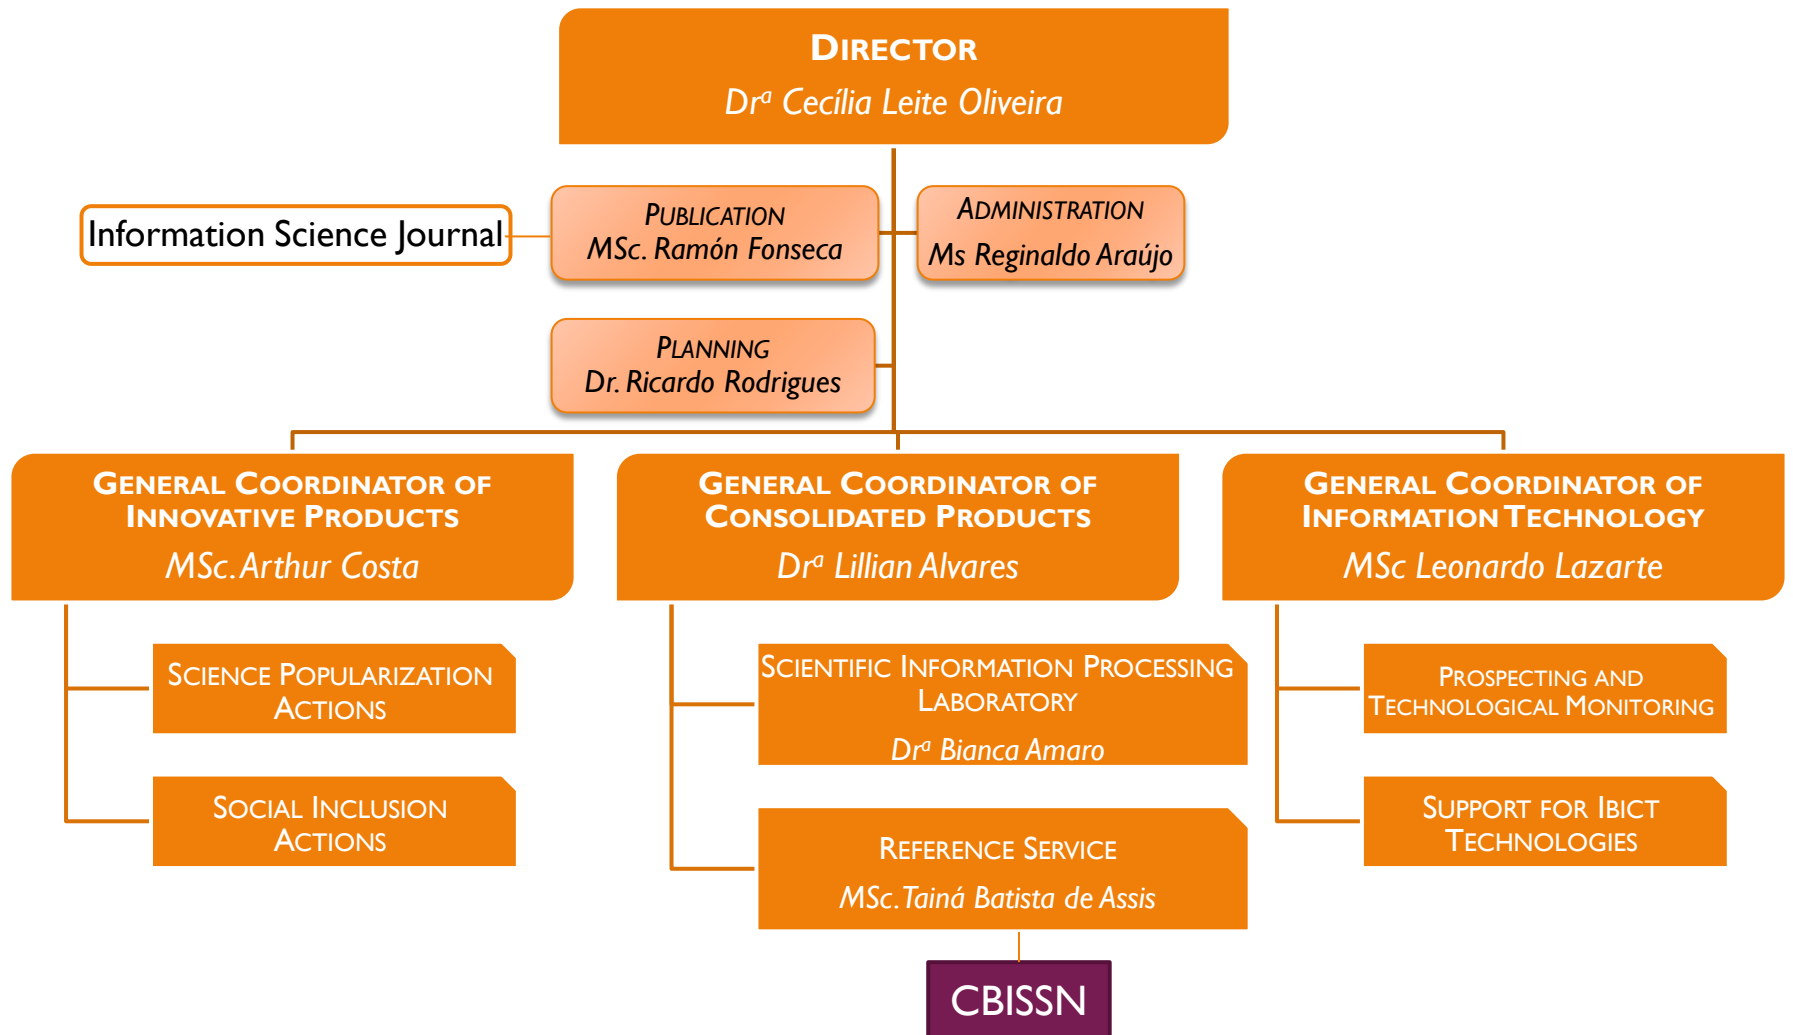 DIRECTOR
Drª Cecília Leite Oliveira
Information Science Journal
PUBLICATION
MSc. Ramón Fonseca
ADMINISTRATION
Ms Reginaldo Araújo
PLANNING
Dr. Ricardo Rodrigues
GENERAL COORDINATOR OF
INNOVATIVE PRODUCTS
MSc. Arthur Costa
GENERAL COORDINATOR OF
CONSOLIDATED PRODUCTS
Drª Lillian Alvares
GENERAL COORDINATOR OF
INFORMATION TECHNOLOGY
MSc Leonardo Lazarte
SCIENCE POPULARIZATION
ACTIONS
SOCIAL INCLUSION
ACTIONS
SCIENTIFIC INFORMATION PROCESSING
LABORATORY
Drª Bianca Amaro
REFERENCE SERVICE
MSc. Tainá Batista de Assis
CBISSN
PROSPECTING AND
TECHNOLOGICAL MONITORING
SUPPORT FOR IBICT
TECHNOLOGIES